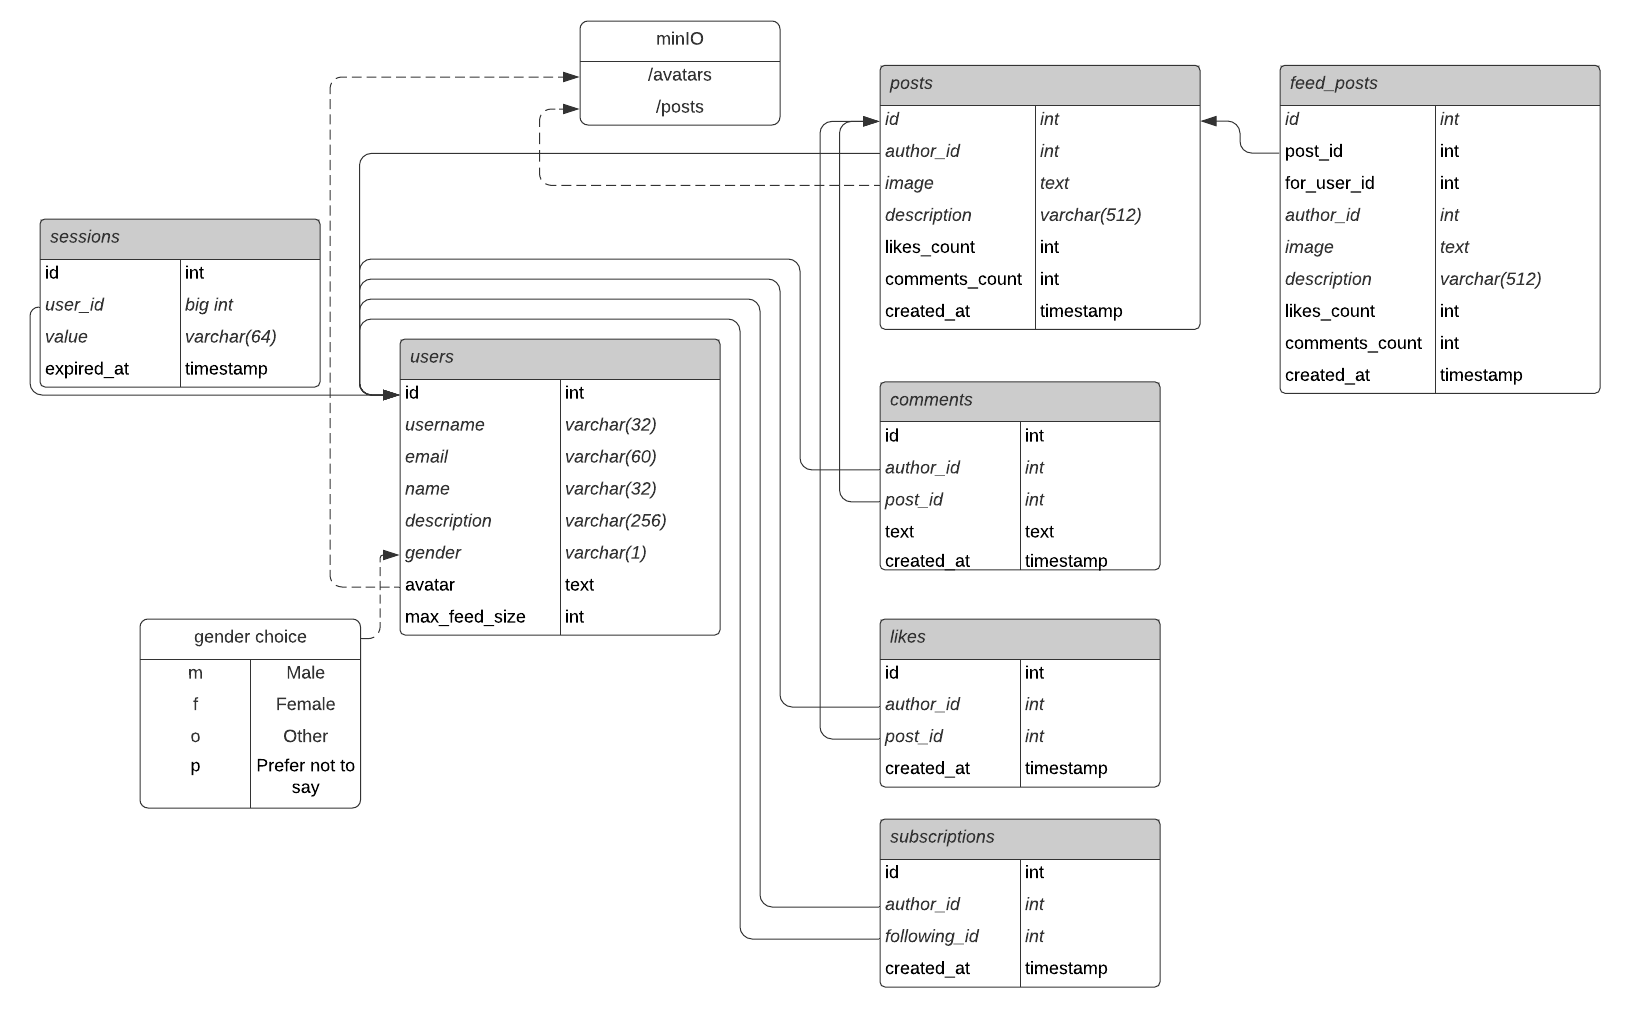 minIO
/avatars
/posts
posts
id int
author_id int
image text
description varchar(512)
likes_count int
comments_count int
created_at timestamp
feed_posts
id int
post_id int
for_user_id int
author_id int
image text
description varchar(512)
likes_count int
comments_count int
created_at timestamp
sessions
id int
user_id big int
value varchar(64)
expired_at timestamp
users
id int
username varchar(32)
email varchar(60)
name varchar(32)
description varchar(256)
gender varchar(1)
avatar text
max_feed_size int
comments
id int
author_id int
post_id int
text text
created_at timestamp
gender choice
m Male
f Female
o Other
p Prefer not to
say
likes
id int
author_id int
post_id int
created_at timestamp
subscriptions
id int
author_id int
following_id int
created_at timestamp